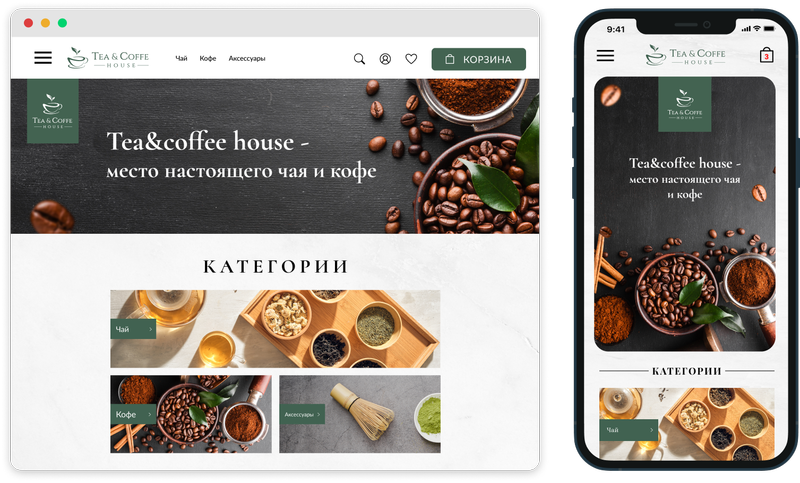 TEA & COFFE
HOUSE
Чай
Кофе
Аксессуары
КОРЗИНА
TEA & COFFE
HOUSE
Tea&coffee house -
место настоящего чая и кофе
КАТЕГОРИИ
Чай
Кофе
Аксессуары
9:41
TEA & COFFE
HOUSE
3
TEA & COFFE
HOUSE
Tea&coffee house -
место настоящего чая
и кофе
КАТЕГОРИИ
Чай